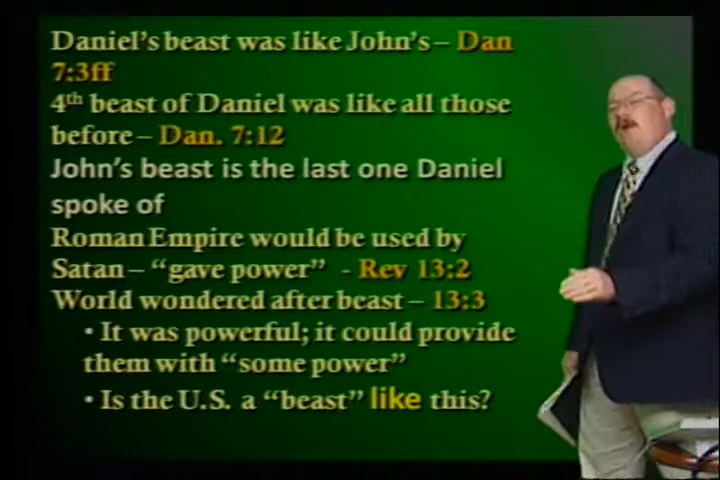 Daniel's beast was like John's – Dan
7:3ff
4th beast of Daniel was like all those
before – Dan. 7:12
John's beast is the last one Daniel
spoke of
Roman Empire would be used by
Satan – "gave power" - Rev 13:2
World wondered after beast – 13:3
• It was powerful; it could provide
them with "some power"
• Is the U.S. a "beast" like this?